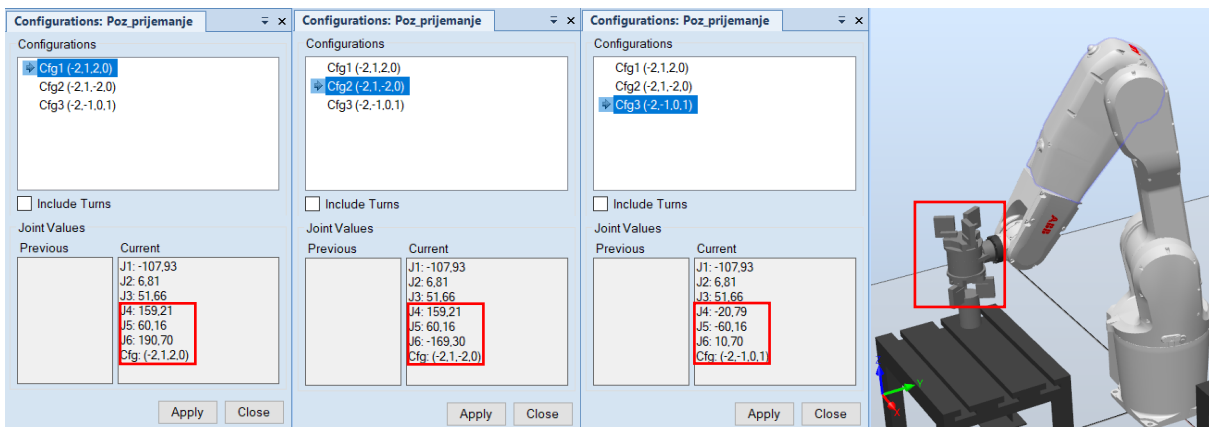 Configurations: Poz_prijemanje
Configurations
Cfg1 (-2,1,2,0)
Cfg2 (-2,1,-2,0)
Cfg3 (-2,-1,0,1)
Include Turns
Joint Values
Previous
Current
J1: -107,93
J2: 6,81
J3: 51,66
J4: 159,21
J5: 60,16
J6: 190,70
Cfg: (-2,1,2,0)
Apply
Close
Configurations: Poz_prijemanje
Configurations
Cfg1 (-2,1,2,0)
Cfg2 (-2,1,-2,0)
Cfg3 (-2,-1,0,1)
Include Turns
Joint Values
Previous
Current
J1: -107,93
J2: 6,81
J3: 51,66
J4: 159,21
J5: 60,16
J6: -169,30
Cfg: (-2,1,-2,0)
Apply
Close
Configurations: Poz_prijemanje
Configurations
Cfg1 (-2,1,2,0)
Cfg2 (-2,1,-2,0)
Cfg3 (-2,-1,0,1)
Include Turns
Joint Values
Previous
Current
J1: -107,93
J2: 6,81
J3: 51,66
J4: -20,79
J5: -60,16
J6: 10,70
Cfg: (-2,-1,0,1)
Apply
Close
ABB
Z
Y
X